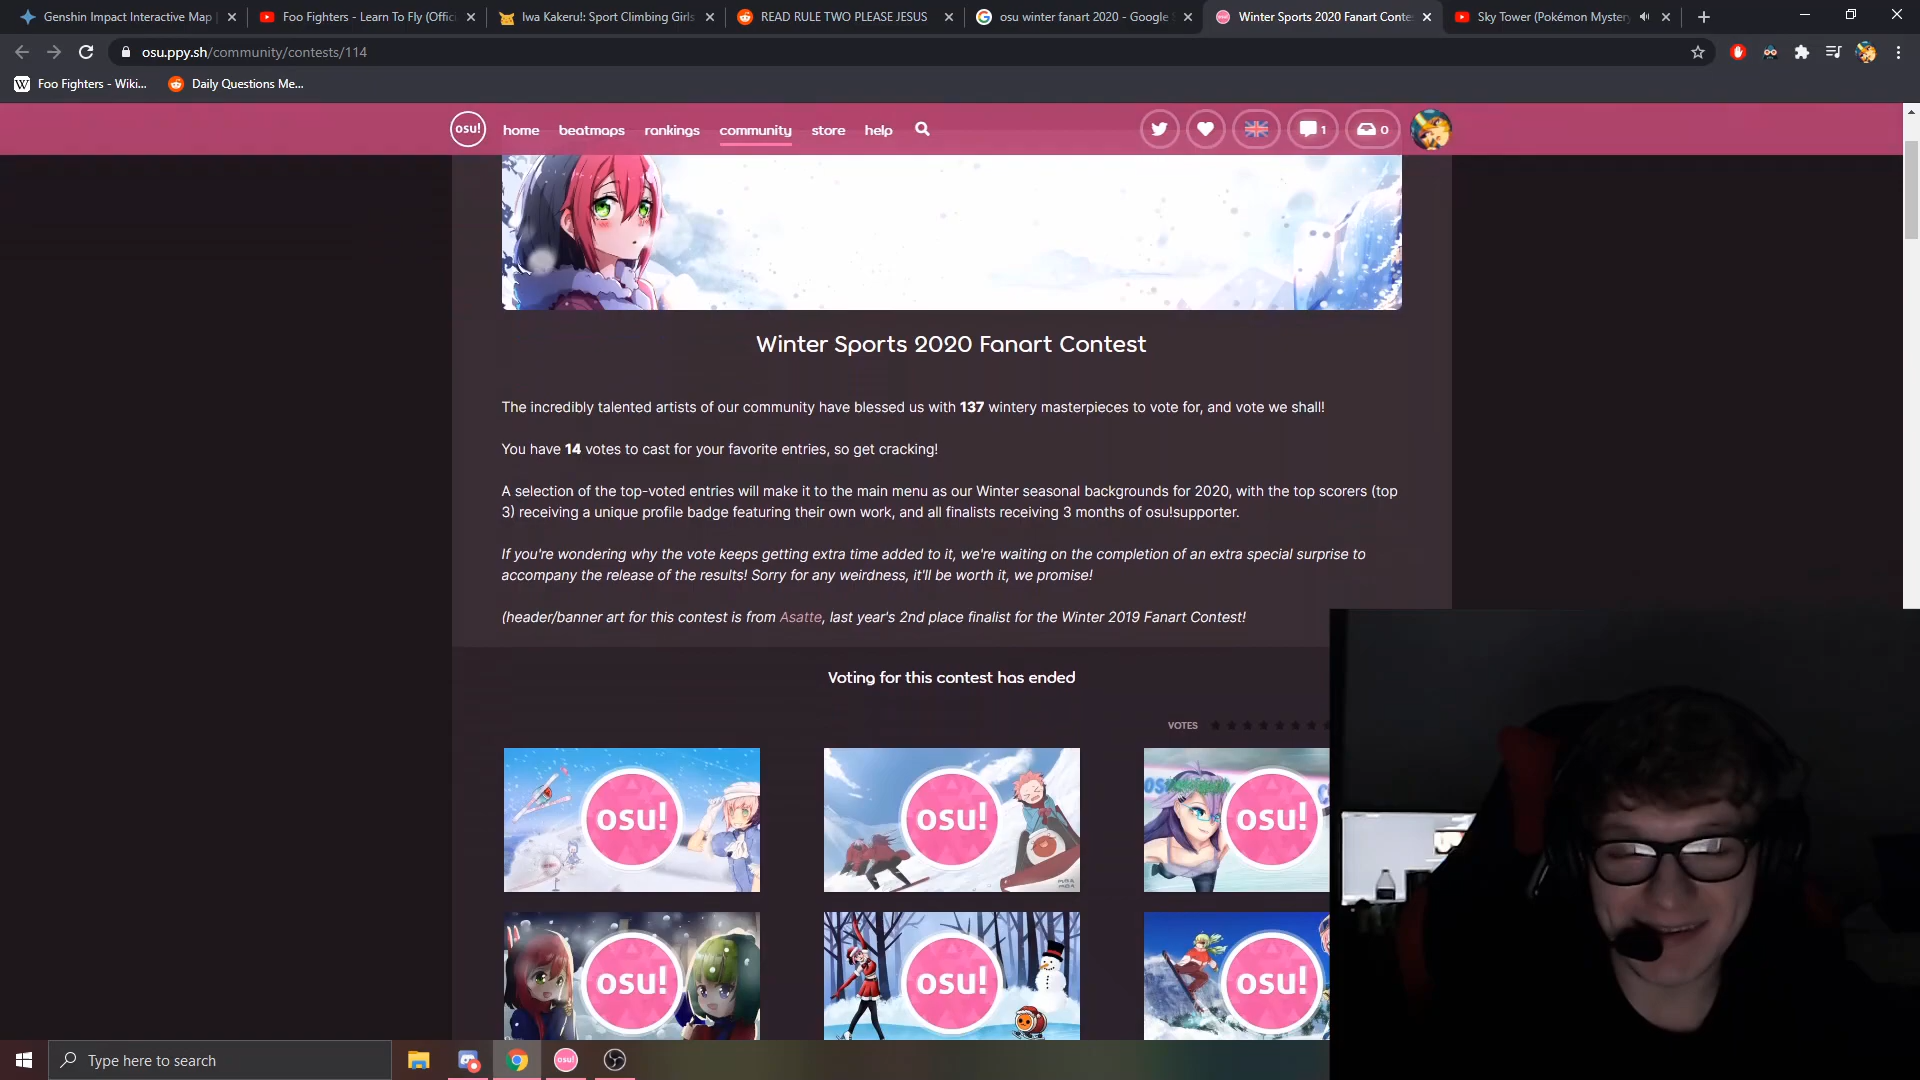 Genshin Impact Interactive Map
Foo Fighters - Learn To Fly (Offic
Iwa Kakeru!: Sport Climbing Girls
READ RULE TWO PLEASE JESUS
osu winter fanart 2020 - Google
Winter Sports 2020 Fanart Conte
Sky Tower (Pokémon Mystery
osu.ppy.sh/community/contests/114
W Foo Fighters - Wiki...
Daily Questions Me...
osu! home beatmaps rankings community store help
1
0
Winter Sports 2020 Fanart Contest
The incredibly talented artists of our community have blessed us with 137 wintery masterpieces to vote for, and vote we shall!
You have 14 votes to cast for your favorite entries, so get cracking!
A selection of the top-voted entries will make it to the main menu as our Winter seasonal backgrounds for 2020, with the top scorers (top
3) receiving a unique profile badge featuring their own work, and all finalists receiving 3 months of osu!supporter.
If you're wondering why the vote keeps getting extra time added to it, we're waiting on the completion of an extra special surprise to
accompany the release of the results! Sorry for any weirdness, it'll be worth it, we promise!
(header/banner art for this contest is from Asatte, last year's 2nd place finalist for the Winter 2019 Fanart Contest!
Voting for this contest has ended
VOTES
osu!
osu!
osu!
osu!
osu!
osu!
Type here to search
osu!